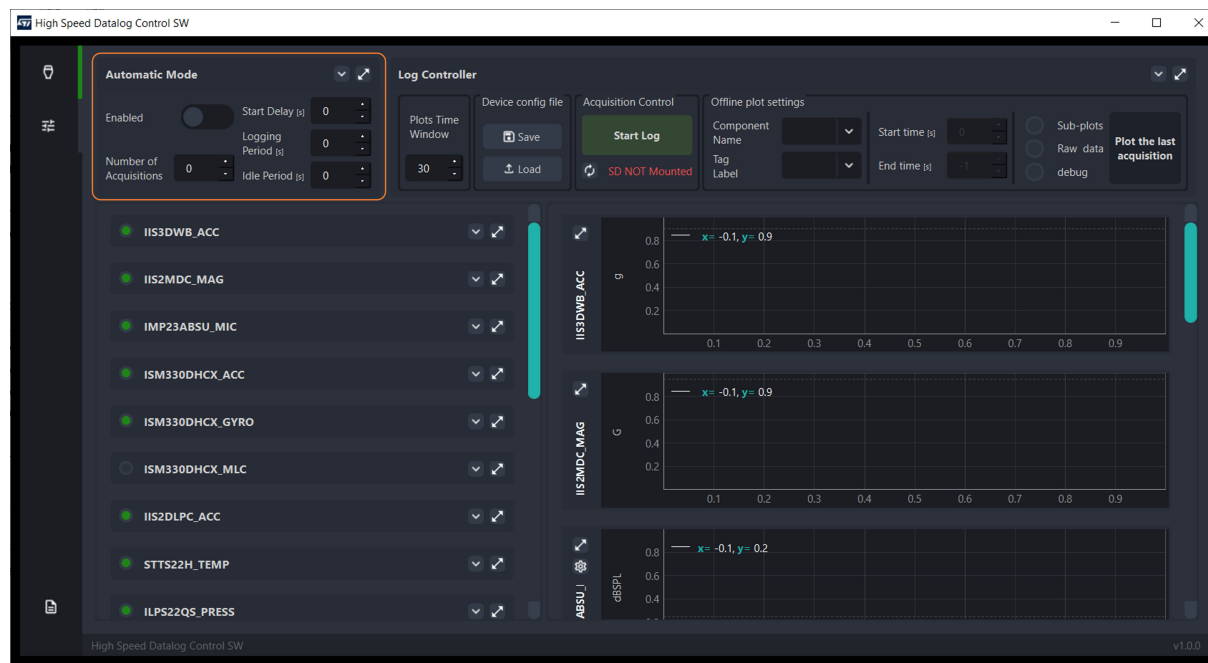 High Speed Datalog Control SW
Automatic Mode
Enabled
Start Delay [s] 0
Logging
Period [s] 0
Number of
Acquisitions 0
Idle Period [s] 0
Log Controller
Plots Time
Window
30
Device config file
Save
Load
Acquisition Control
Start Log
SD NOT Mounted
Offline plot settings
Component
Name
Tag
Label
Start time [s] 0
End time [s] -1
Sub-plots
Raw data
debug
Plot the last
acquisition
IIS3DWB_ACC
IIS2MDC_MAG
IMP23ABSU_MIC
ISM330DHCX_ACC
ISM330DHCX_GYRO
ISM330DHCX_MLC
IIS2DLPC_ACC
STTS22H_TEMP
ILPS22QS_PRESS
IIS3DWB_ACC
g
x= -0.1, y= 0.9
0.8
0.6
0.4
0.2
0.1 0.2 0.3 0.4 0.5 0.6 0.7 0.8 0.9
IIS2MDC_MAG
G
x= -0.1, y= 0.9
0.8
0.6
0.4
0.2
0.1 0.2 0.3 0.4 0.5 0.6 0.7 0.8 0.9
ABSU_I
dBSPL
x= -0.1, y= 0.2
0.8
0.6
0.4
High Speed Datalog Control SW
v1.0.0